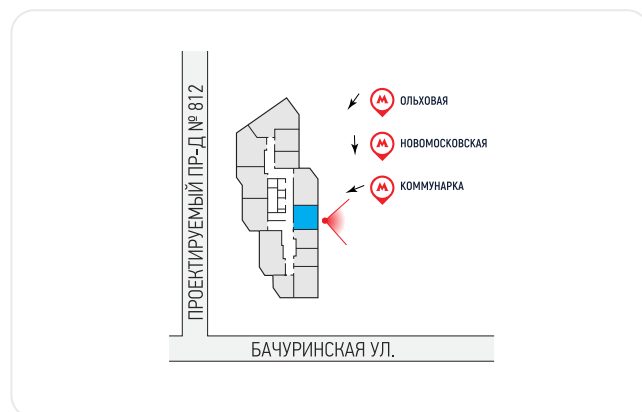 ПРОЕКТИРУЕМЫЙ ПР-Д № 812
М ОЛЬХОВАЯ
М НОВОМОСКОВСКАЯ
М КОММУНАРКА
БАЧУРИНСКАЯ УЛ.